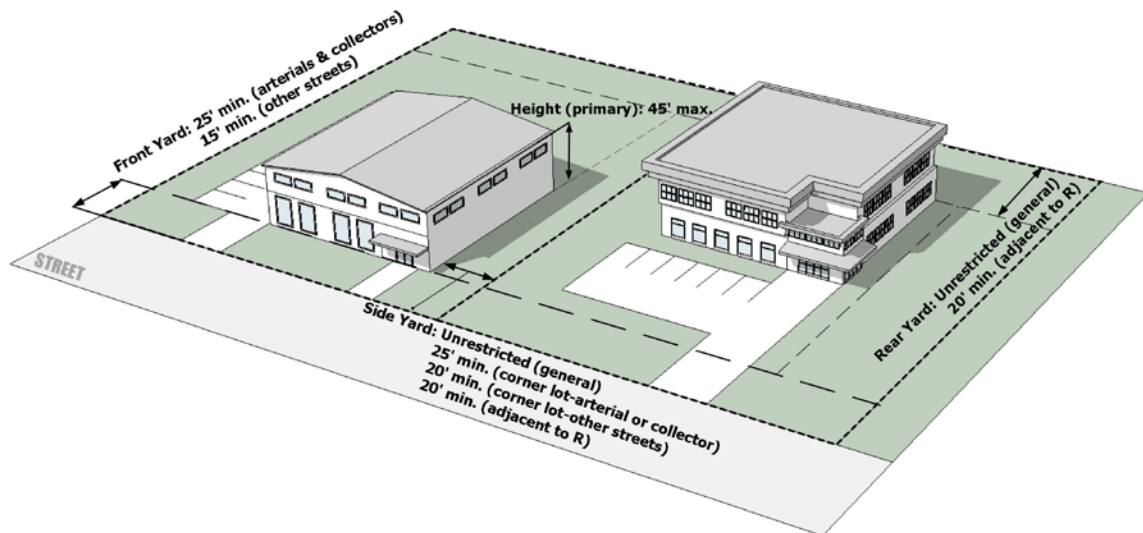 Front Yard: 25' min. (arterials & collectors)
15' min. (other streets)
Height (primary): 45' max.
STREET
Side Yard: Unrestricted (general)
25' min. (corner lot-arterial or collector)
20' min. (corner lot-other streets)
20' min. (adjacent to R)
Rear Yard: Unrestricted (general)
20' min. (adjacent to R)